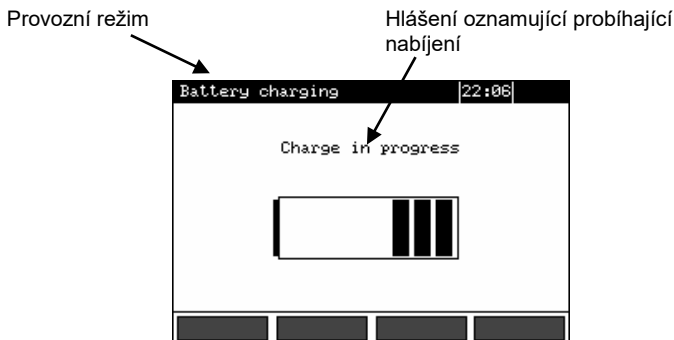 Provozní režim
Hlášení oznamující probíhající
nabíjení
Battery charging 22:06
Charge in progress